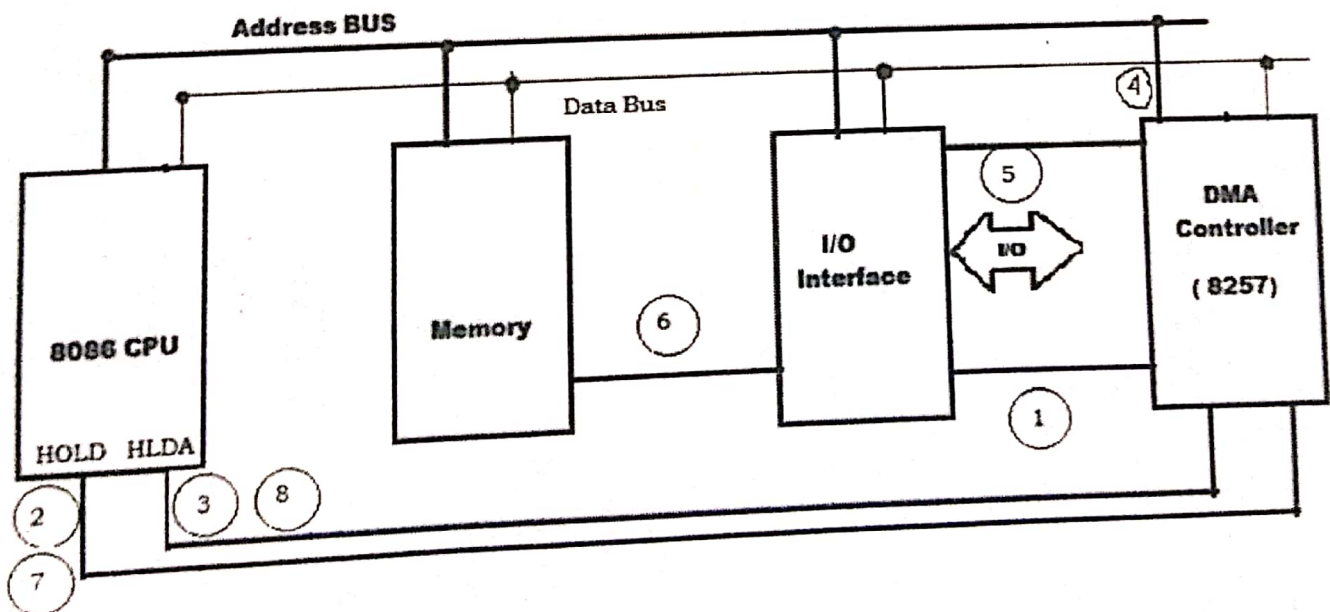 Address BUS
Data Bus
4
5
DMA
Controller
(8257)
I/O
Interface
I/O
6
Memory
8086 CPU
1
HOLD HLDA
2
3
8
7